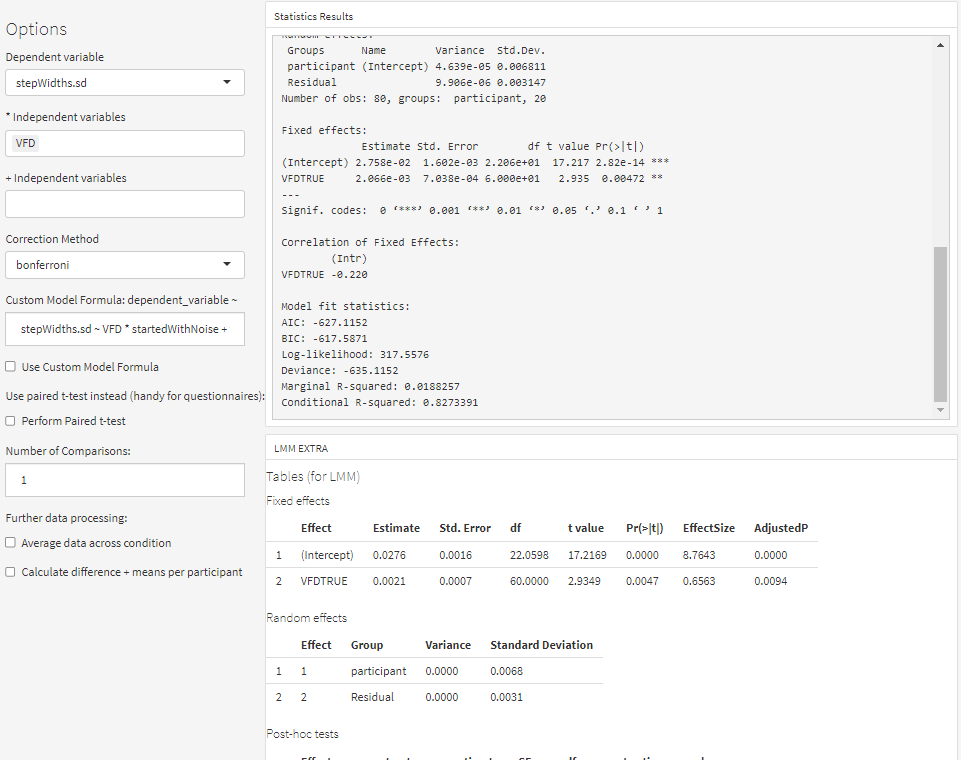 Options
Dependent variable
stepWidths.sd
* Independent variables
VFD
+ Independent variables
Correction Method
bonferroni
Custom Model Formula: dependent_variable ~
stepWidths.sd ~ VFD * startedWithNoise +
Use Custom Model Formula
Use paired t-test instead (handy for questionnaires):
Perform Paired t-test
Number of Comparisons:
1
Further data processing:
Average data across condition
Calculate difference + means per participant
Statistics Results
Random effects:
Groups Name Variance Std.Dev.
participant (Intercept) 4.639e-05 0.006811
Residual 9.906e-06 0.003147
Number of obs: 80, groups: participant, 20
Fixed effects:
Estimate Std. Error df t value Pr(>|t|)
(Intercept) 2.758e-02 1.602e-03 2.206e+01 17.217 2.82e-14 ***
VFDTRUE 2.066e-03 7.038e-04 6.000e+01 2.935 0.00472 **
---
Signif. codes: 0 ‘***’ 0.001 ‘**’ 0.01 ‘*’ 0.05 ‘.’ 0.1 ‘ ’ 1
Correlation of Fixed Effects:
(Intr)
VFDTRUE -0.220
Model fit statistics:
AIC: -627.1152
BIC: -617.5871
Log-likelihood: 317.5576
Deviance: -635.1152
Marginal R-squared: 0.0188257
Conditional R-squared: 0.8273391
LMM EXTRA
Tables (for LMM)
Fixed effects
Effect Estimate Std. Error df t value Pr(>|t|) EffectSize AdjustedP
1 (Intercept) 0.0276 0.0016 22.0598 17.2169 0.0000 8.7643 0.0000
2 VFDTRUE 0.0021 0.0007 60.0000 2.9349 0.0047 0.6563 0.0094
Random effects
Effect Group Variance Standard Deviation
1 1 participant 0.0000 0.0068
2 2 Residual 0.0000 0.0031
Post-hoc tests